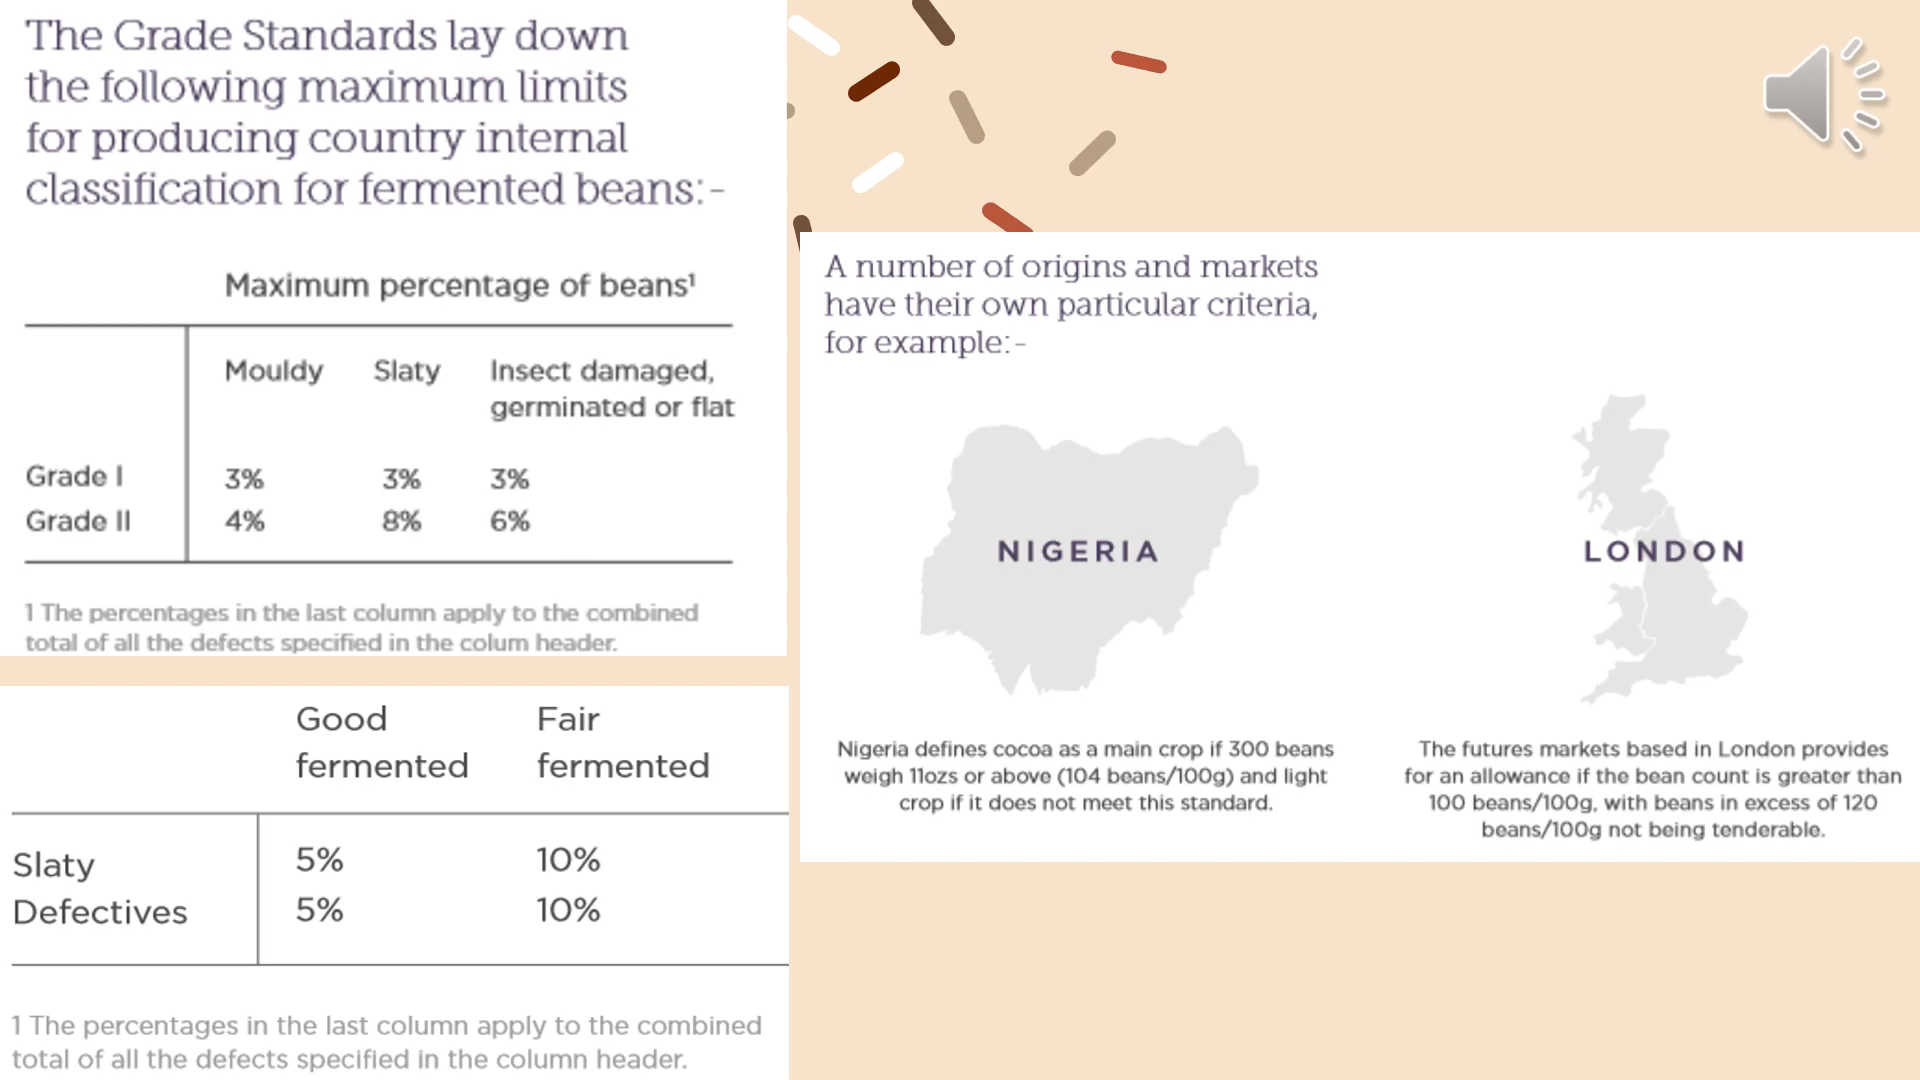 The Grade Standards lay down
the following maximum limits
for producing country internal
classification for fermented beans:-
Maximum percentage of beans¹
Mouldy Slaty Insect damaged,
germinated or flat
Grade I 3% 3% 3%
Grade II 4% 8% 6%
1 The percentages in the last column apply to the combined
total of all the defects specified in the colum header.
Good Fair
fermented fermented
Slaty 5% 10%
Defectives 5% 10%
1 The percentages in the last column apply to the combined
total of all the defects specified in the column header.
A number of origins and markets
have their own particular criteria,
for example:-
NIGERIA
Nigeria defines cocoa as a main crop if 300 beans
weigh 11ozs or above (104 beans/100g) and light
crop if it does not meet this standard.
LONDON
The futures markets based in London provides
for an allowance if the bean count is greater than
100 beans/100g, with beans in excess of 120
beans/100g not being tenderable.